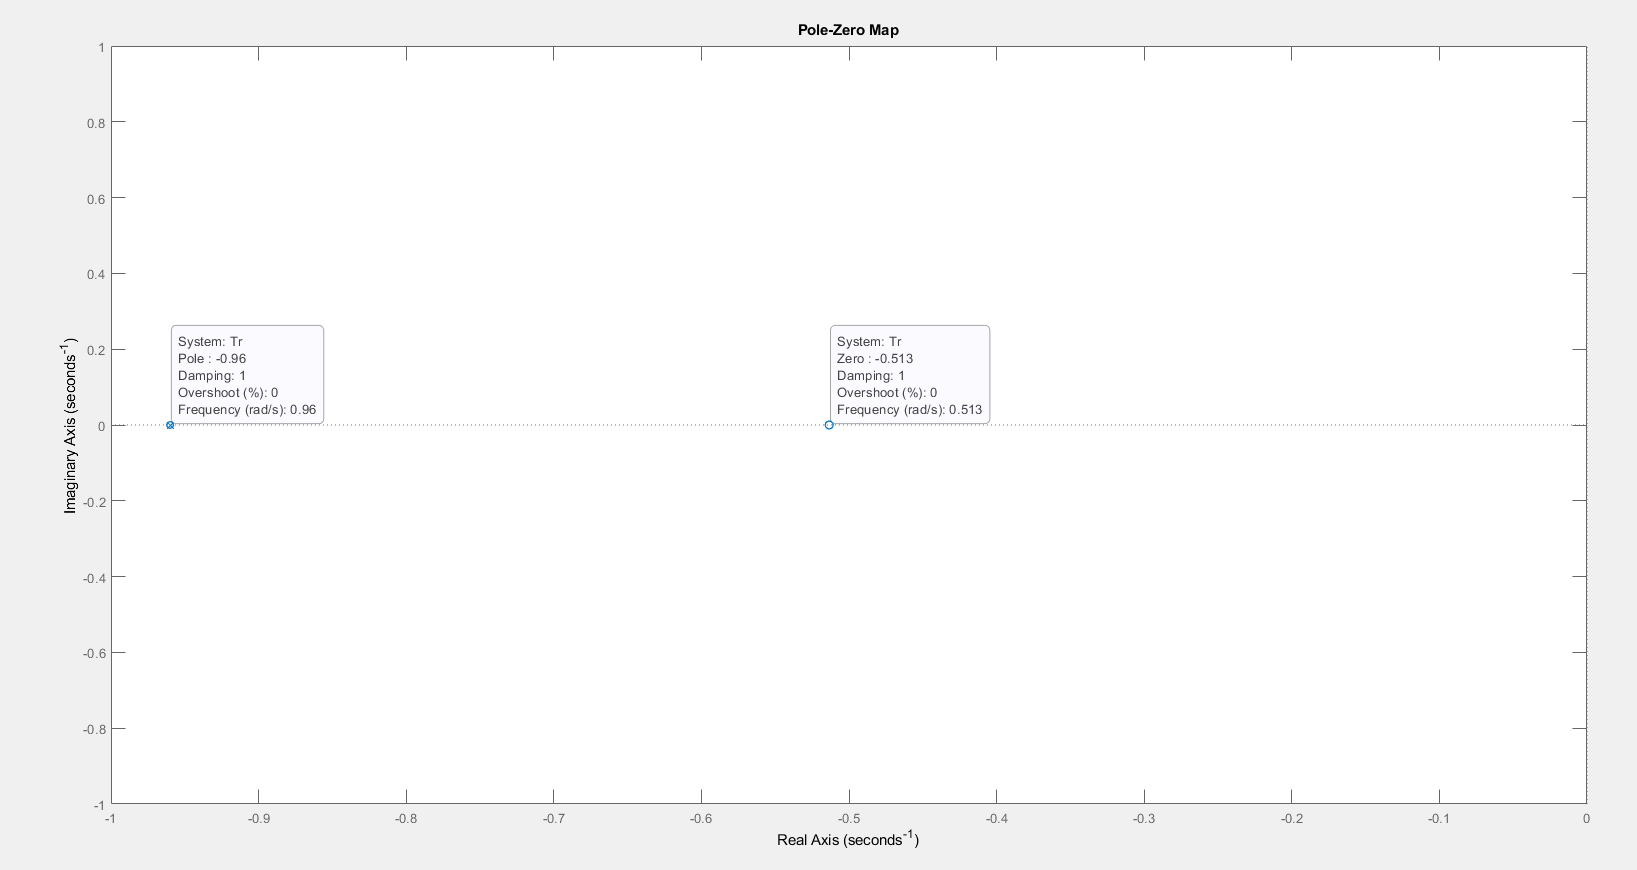 Pole-Zero Map
1
0.8
0.6
0.4
0.2
0
-0.2
-0.4
-0.6
-0.8
-1
Imaginary Axis (seconds⁻¹)
System: Tr
Pole : -0.96
Damping: 1
Overshoot (%): 0
Frequency (rad/s): 0.96
System: Tr
Zero : -0.513
Damping: 1
Overshoot (%): 0
Frequency (rad/s): 0.513
-1 -0.9 -0.8 -0.7 -0.6 -0.5 -0.4 -0.3 -0.2 -0.1 0
Real Axis (seconds⁻¹)